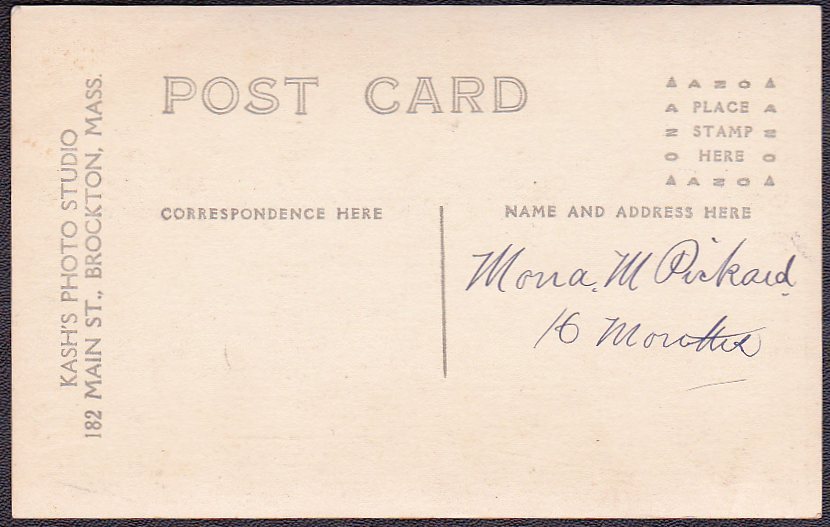 KASH'S PHOTO STUDIO
182 MAIN ST., BROCKTON, MASS.
POST CARD
AZO
PLACE
STAMP
HERE
AZO
CORRESPONDENCE HERE
NAME AND ADDRESS HERE
Mona. M Pickard
16 Months